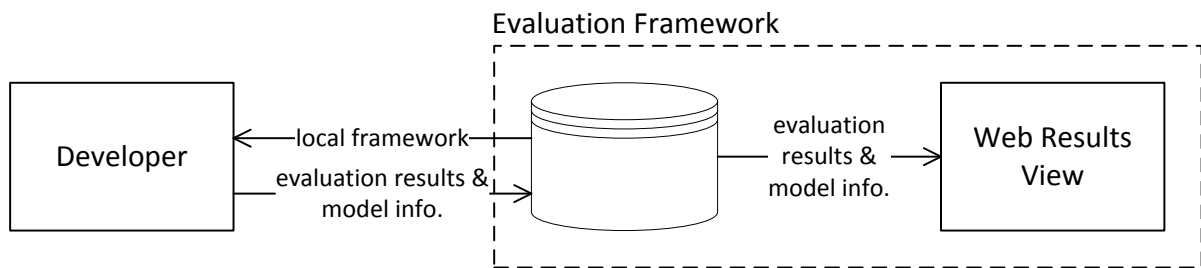 Evaluation Framework
Developer
local framework
evaluation results &
model info.
evaluation
results &
model info.
Web Results
View